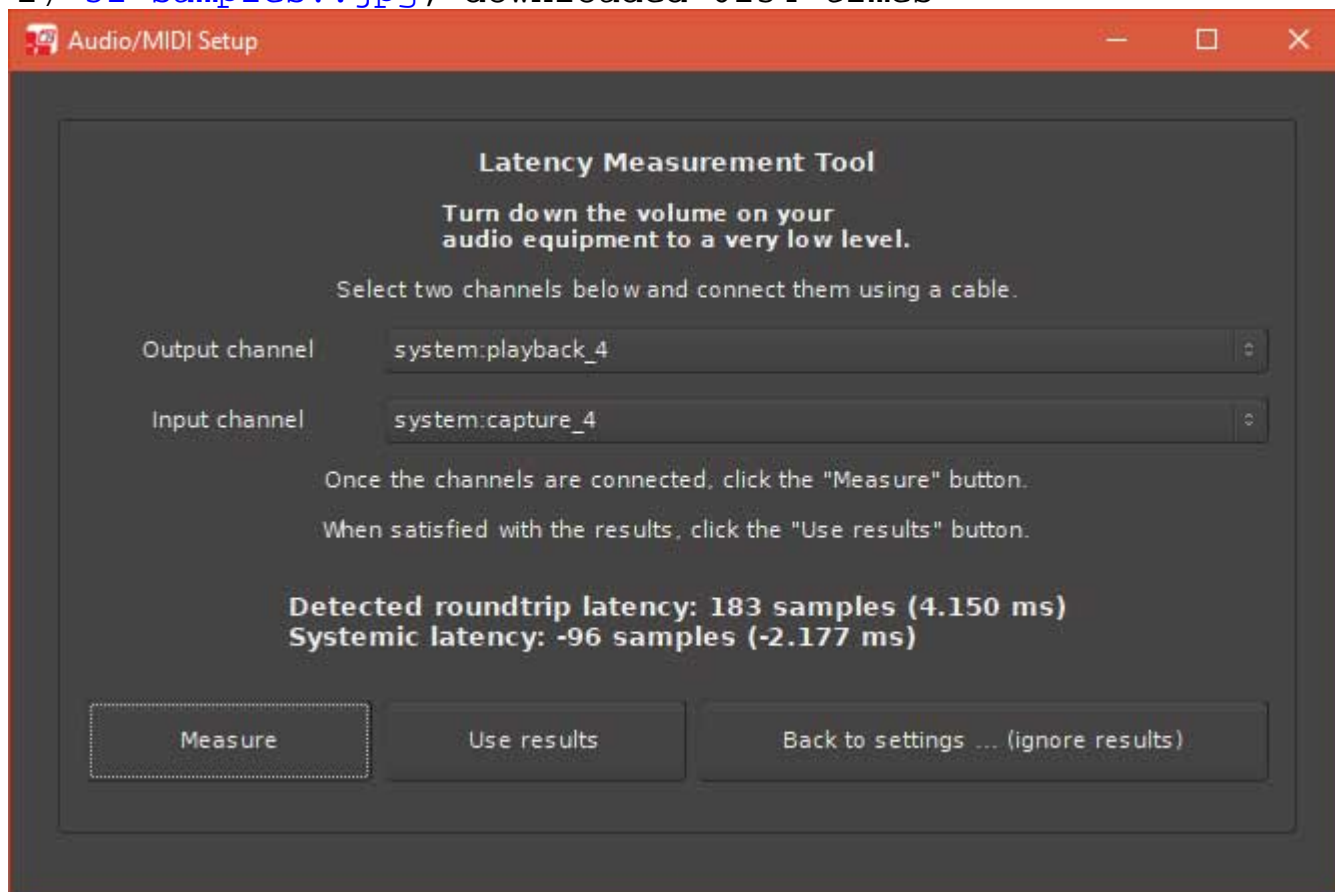 Audio/MIDI Setup
Latency Measurement Tool
Turn down the volume on your
audio equipment to a very low level.
Select two channels below and connect them using a cable.
Output channel system:playback_4
Input channel system:capture_4
Once the channels are connected, click the "Measure" button.
When satisfied with the results, click the "Use results" button.
Detected roundtrip latency: 183 samples (4.150 ms)
Systemic latency: -96 samples (-2.177 ms)
Measure Use results Back to settings ... (ignore results)